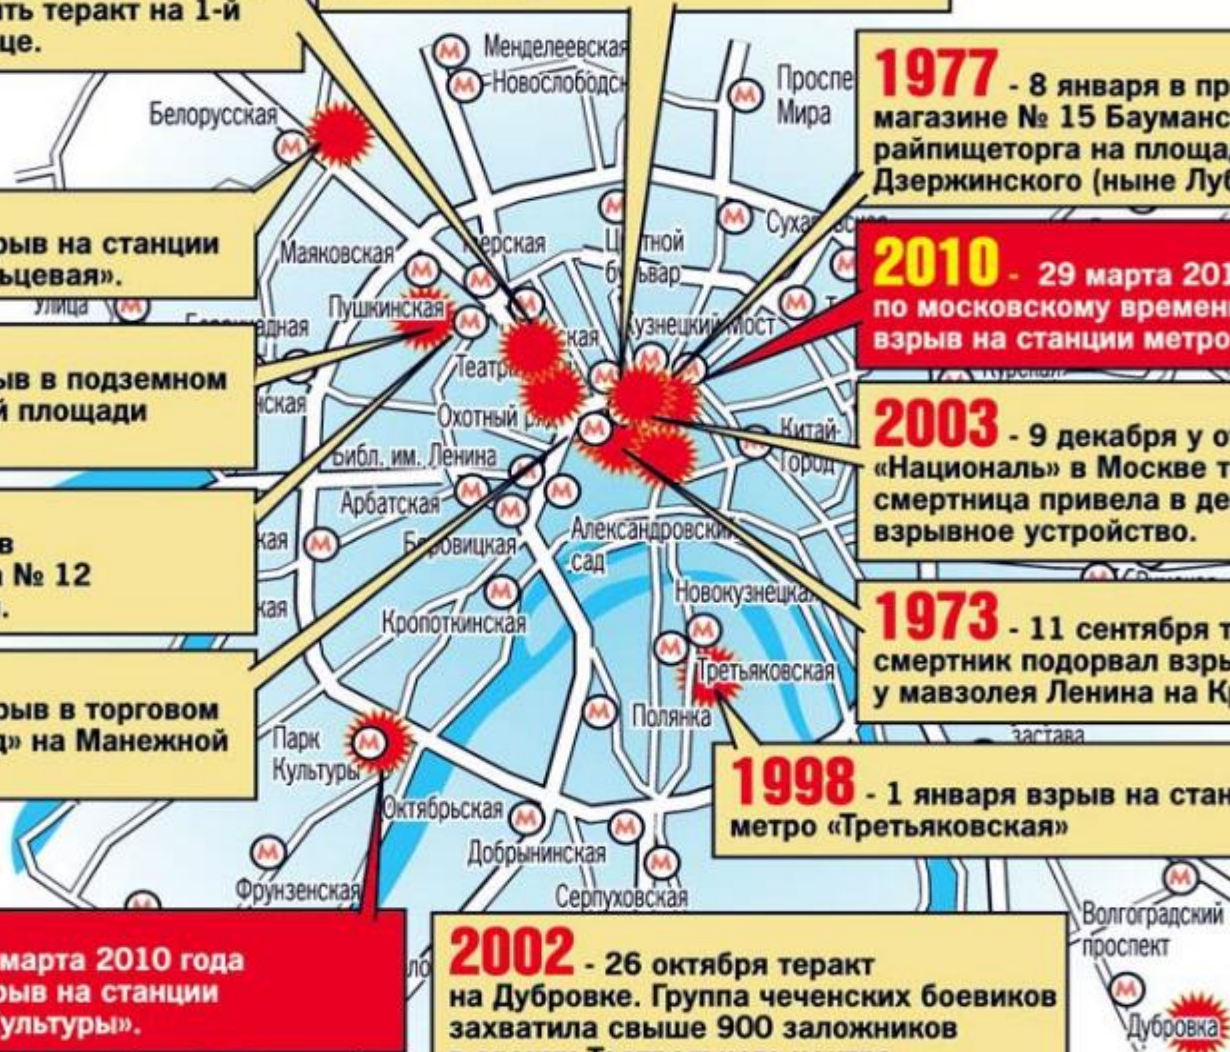 ть теракт на 1-й
це.
Менделеевская
Новослободск
Проспе
Мира
Белорусская
1977 - 8 января в пр
магазине № 15 Бауманс
райпищеторга на площа
Дзержинского (ныне Луб
рыв на станции
ьцевая».
Маяковская
Цветной
бульвар
2010 - 29 марта 201
по московскому времен
взрыв на станции метро
Улица
Пушкинская
Кузнецкий Мост
ская
Театр
ыв в подземном
й площади
Охотный ряд
Китай-
город
2003 - 9 декабря у о
«Националь» в Москве т
смертница привела в де
взрывное устройство.
Библ. им. Ленина
Арбатская
Боровицкая
Александровский
сад
в
№ 12
кая
кая
Кропоткинская
Новокузнецкая
1973 - 11 сентября т
смертник подорвал взры
у мавзолея Ленина на К
Третьяковская
Полянка
рыв в торговом
д» на Манежной
Парк
Культуры
застава
1998 - 1 января взрыв на стан
метро «Третьяковская»
Октябрьская
Добрынинская
Серпуховская
Фрунзенская
марта 2010 года
рыв на станции
ультуры».
2002 - 26 октября теракт
на Дубровке. Группа чеченских боевиков
захватила свыше 900 заложников
Волгоградский
проспект
Дубровка